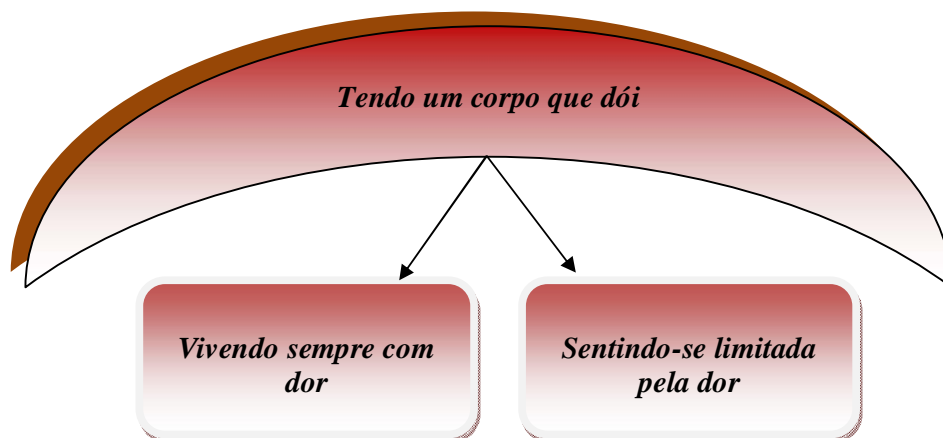 Tendo um corpo que dói
Vivendo sempre com
dor
Sentindo-se limitada
pela dor